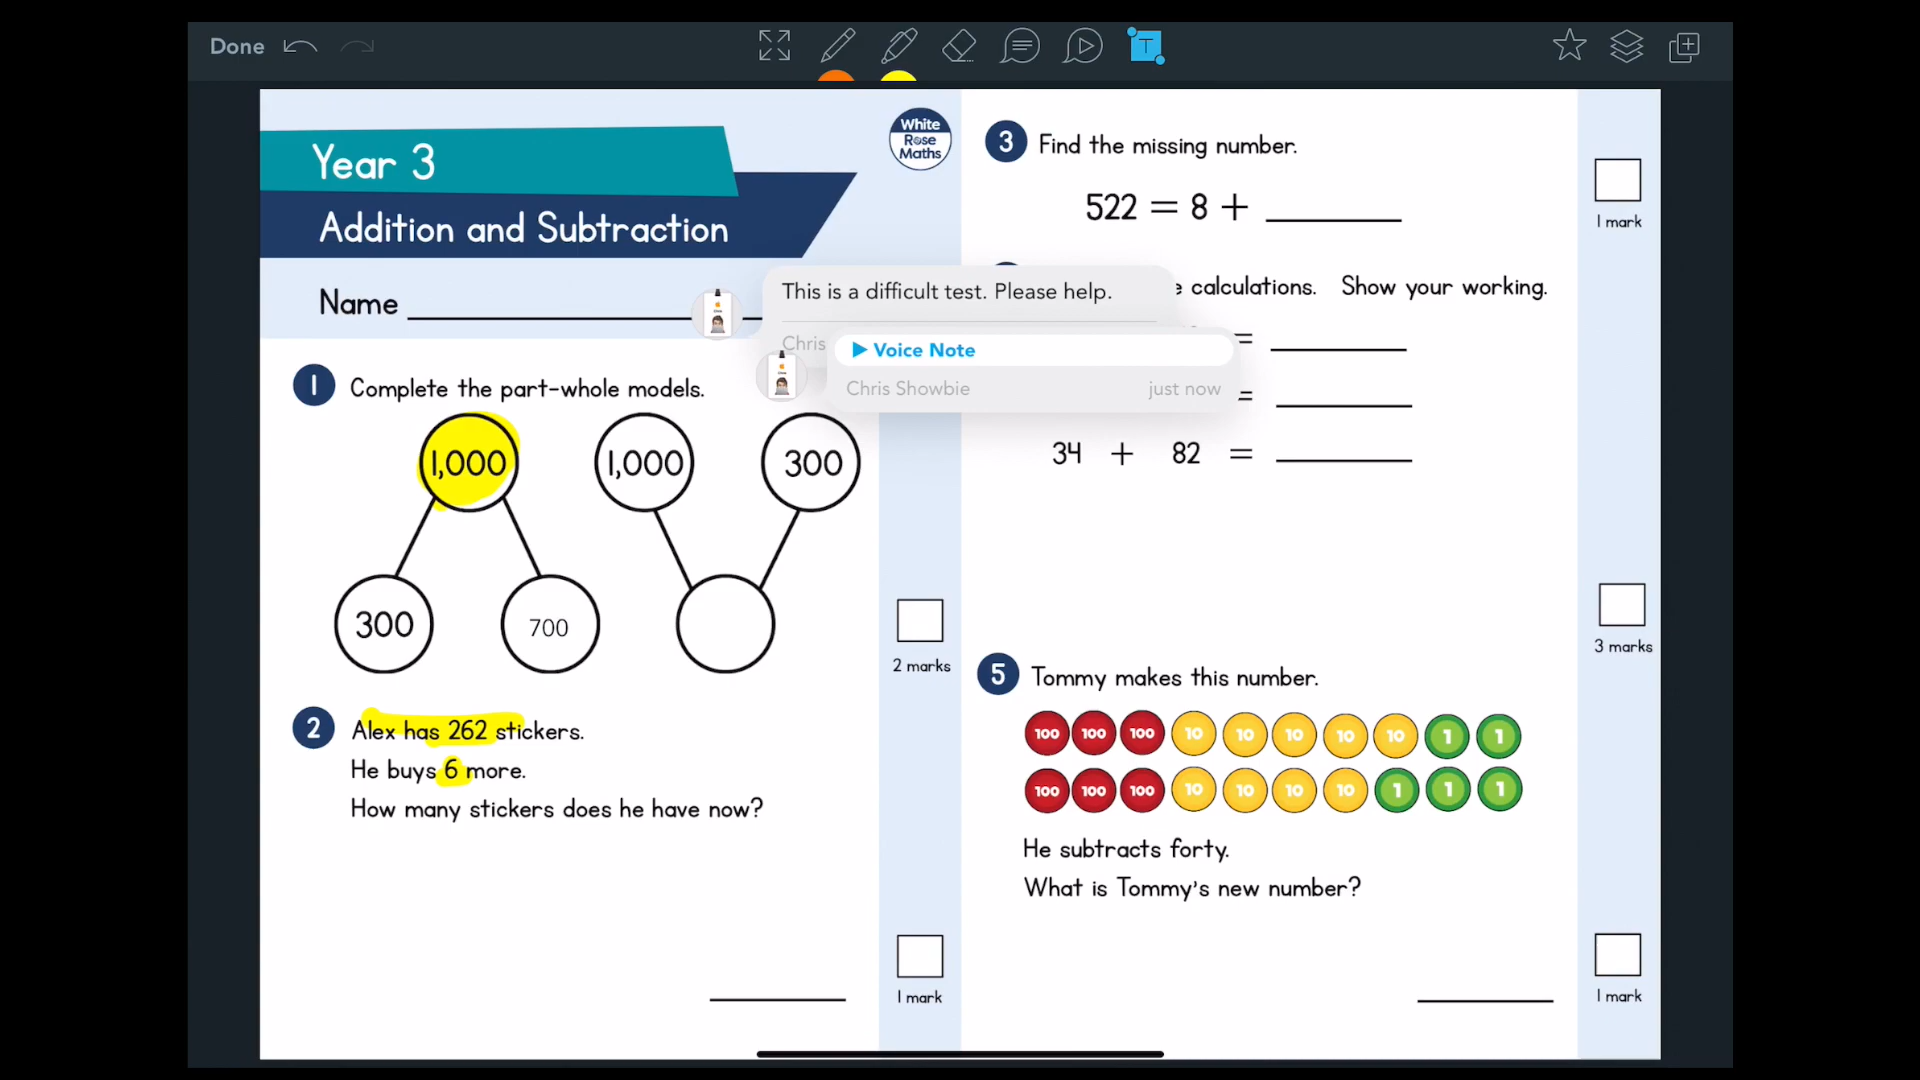 Done
T
Year 3
Addition and Subtraction
Name
White
Rose
Maths
This is a difficult test. Please help.
Chris
Voice Note
Chris Showbie just now
1 Complete the part-whole models.
1,000 1,000 300
300 700
2 marks
2 Alex has 262 stickers.
He buys 6 more.
How many stickers does he have now?
1 mark
3 Find the missing number.
522 = 8 +
1 mark
calculations. Show your working.
=
=
34 + 82 =
3 marks
5 Tommy makes this number.
100 100 100 10 10 10 10 10 1 1
100 100 100 10 10 10 10 1 1 1
He subtracts forty.
What is Tommy's new number?
1 mark